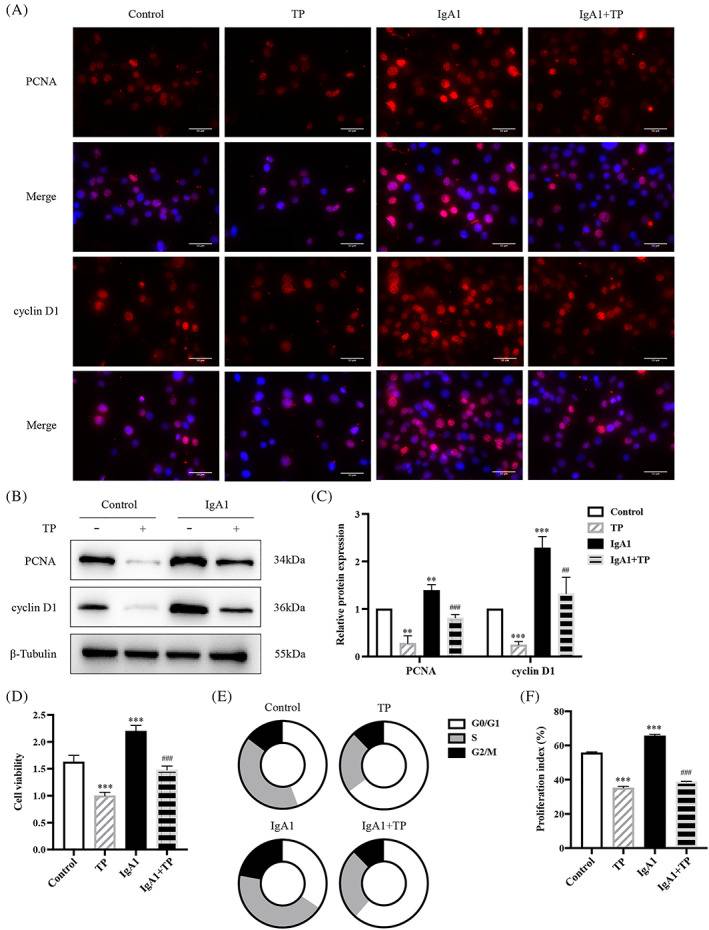 (A)
Control TP IgA1 IgA1+TP
PCNA
Merge
cyclin D1
Merge
(B)
Control IgA1
TP − + − +
PCNA 34kDa
cyclin D1 36kDa
β-Tubulin 55kDa
(C)
Relative protein expression
3
2
1
0
** ** ###
*** *** ##
PCNA cyclin D1
Control
TP
IgA1
IgA1+TP
(D)
Cell viability
2.5
2.0
1.5
1.0
0.5
0.0
*** *** ###
Control TP IgA1 IgA1+TP
(E)
Control TP
IgA1 IgA1+TP
G0/G1
S
G2/M
(F)
Proliferation index (%)
80
60
40
20
0
*** *** ###
Control TP IgA1 IgA1+TP